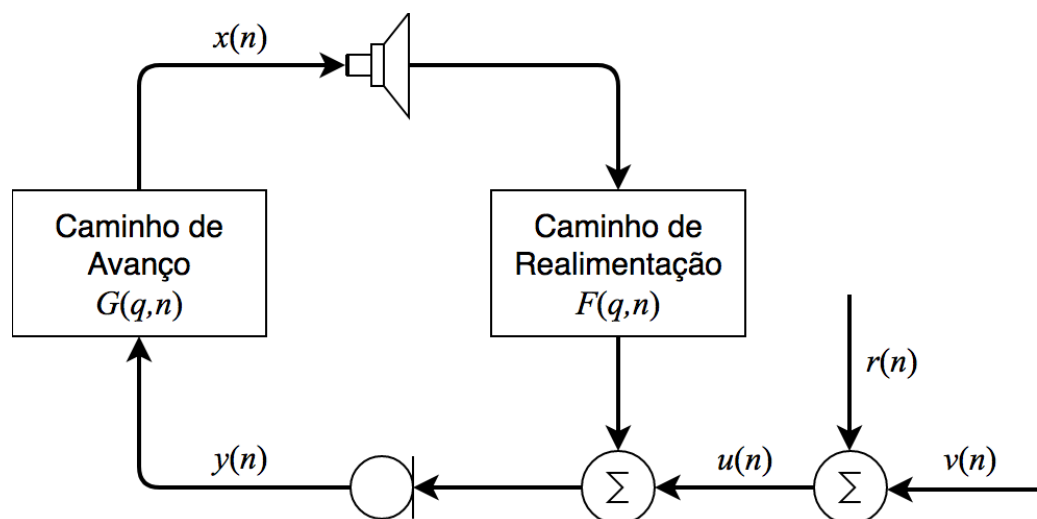 x(n)
Caminho de
Avanço
G(q,n)
Caminho de
Realimentação
F(q,n)
r(n)
y(n)
Σ
u(n)
Σ
v(n)